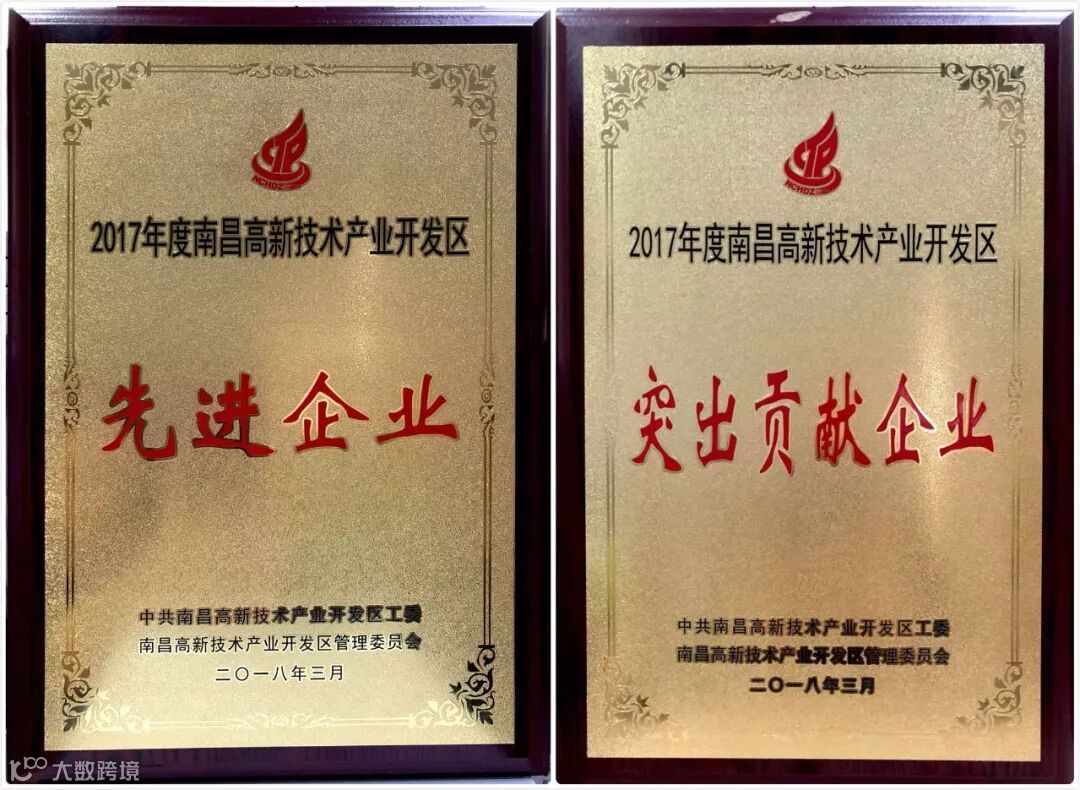 NCHDZ
2017年度南昌高新技术产业开发区
先进企业
中共南昌高新技术产业开发区工委
南昌高新技术产业开发区管理委员会
二〇一八年三月
NCHDZ
2017年度南昌高新技术产业开发区
突出贡献企业
中共南昌高新技术产业开发区工委
南昌高新技术产业开发区管理委员会
二〇一八年三月
大数跨境